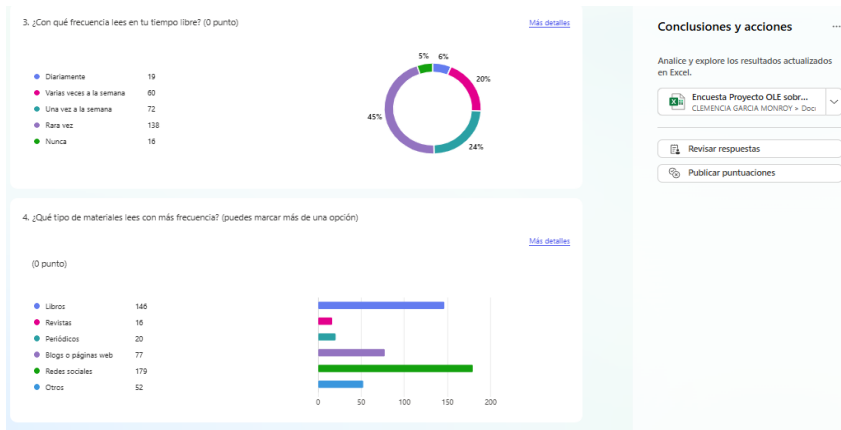 3. ¿Con qué frecuencia lees en tu tiempo libre? (0 punto)
Más detalles
Diariamente 19
Varias veces a la semana 60
Una vez a la semana 72
Rara vez 138
Nunca 16
5% 6%
20%
45%
24%
4. ¿Qué tipo de materiales lees con más frecuencia? (puedes marcar más de una opción)
Más detalles
(0 punto)
Libros 146
Revistas 16
Periódicos 20
Blogs o páginas web 77
Redes sociales 179
Otros 52
0 50 100 150 200
Conclusiones y acciones ...
Analice y explore los resultados actualizados
en Excel.
Encuesta Proyecto OLE sobr...
CLEMENCIA GARCIA MONROY > Doc
Revisar respuestas
Publicar puntuaciones